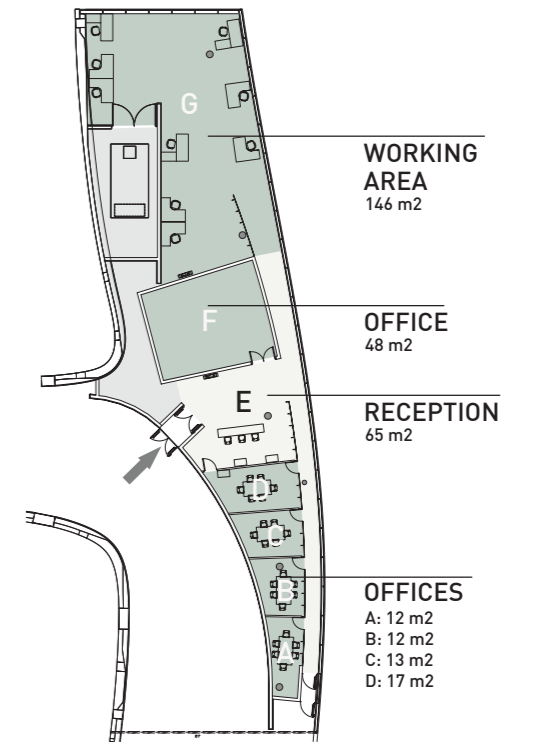 G
WORKING
AREA
146 m2
F
OFFICE
48 m2
E
RECEPTION
65 m2
D
C
B
A
OFFICES
A: 12 m2
B: 12 m2
C: 13 m2
D: 17 m2